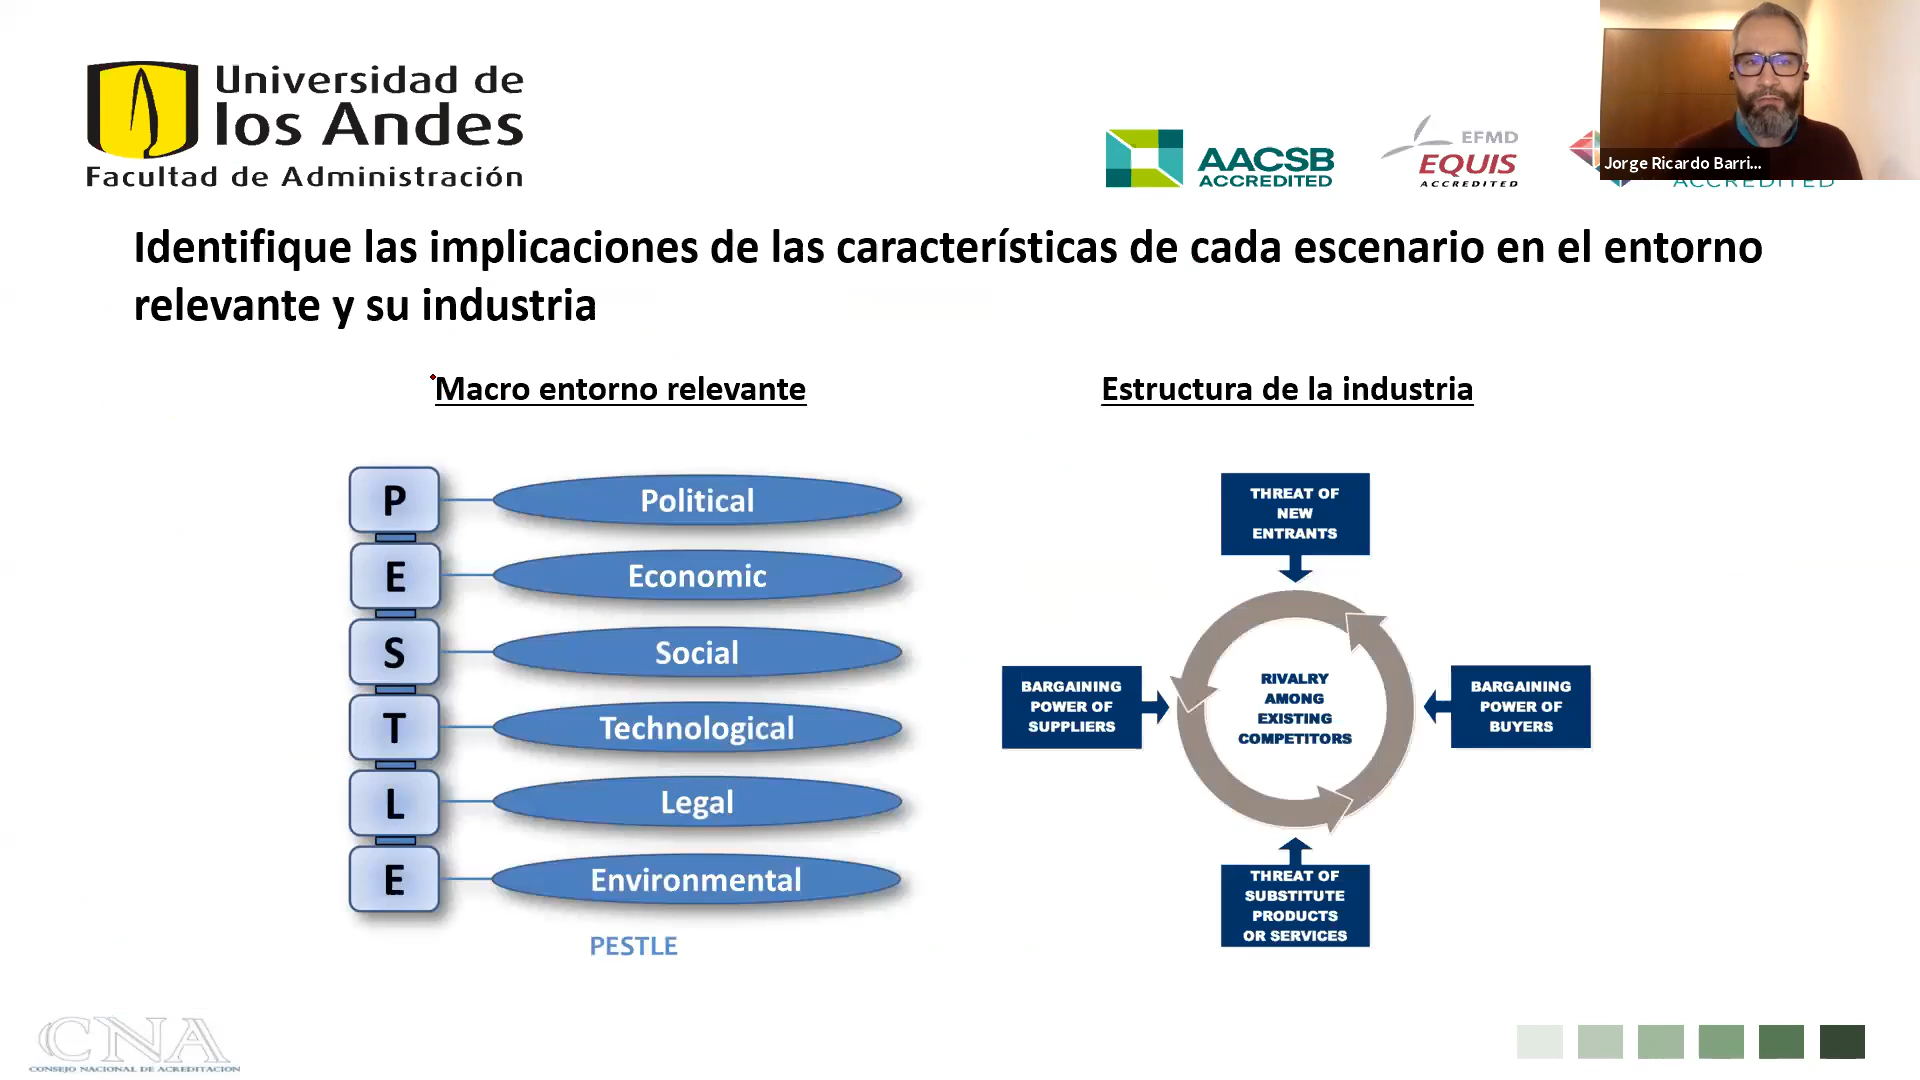 Universidad de
los Andes
Facultad de Administración
AACSB
ACCREDITED
EFMD
EQUIS
ACCREDITED
ACCREDITED
Jorge Ricardo Barri...
Identifique las implicaciones de las características de cada escenario en el entorno
relevante y su industria
Macro entorno relevante
P
Political
E
Economic
S
Social
T
Technological
L
Legal
E
Environmental
PESTLE
Estructura de la industria
THREAT OF
NEW
ENTRANTS
BARGAINING
POWER OF
SUPPLIERS
RIVALRY
AMONG
EXISTING
COMPETITORS
BARGAINING
POWER OF
BUYERS
THREAT OF
SUBSTITUTE
PRODUCTS
OR SERVICES
CNA
CONSEJO NACIONAL DE ACREDITACION